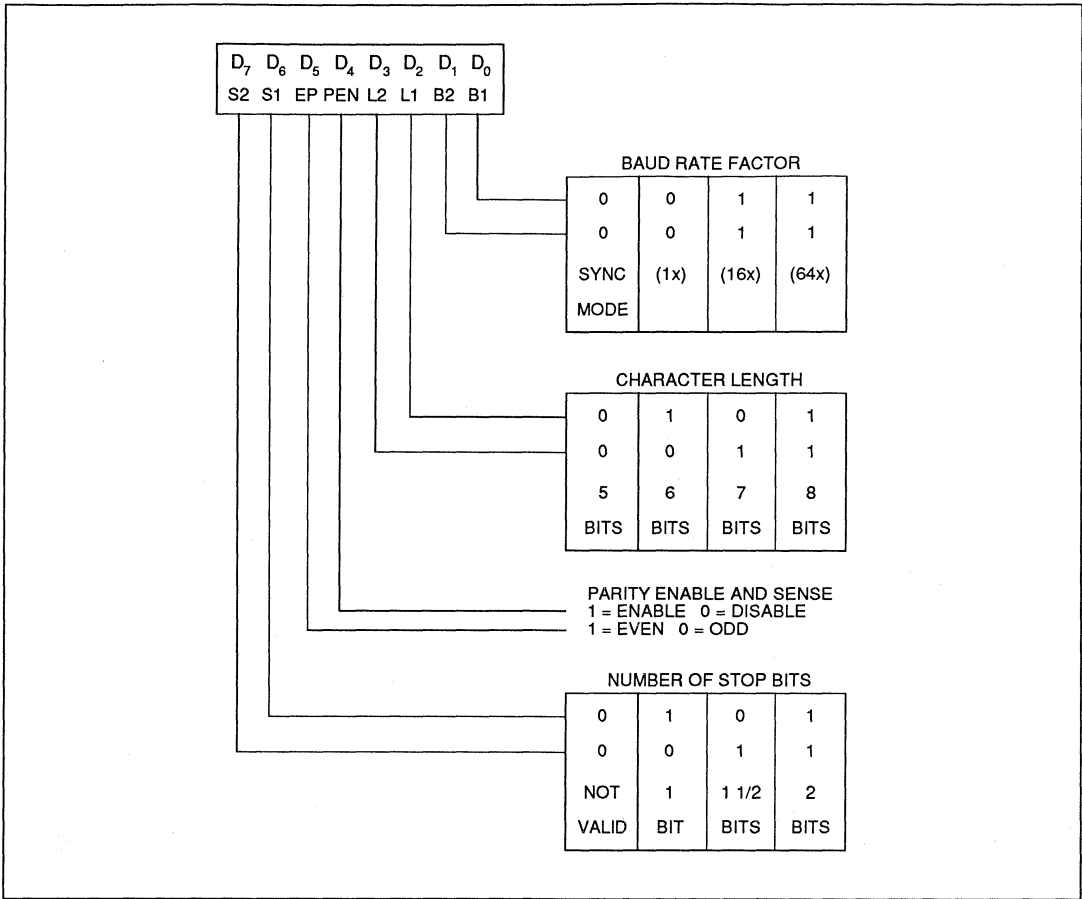 D7 D6 D5 D4 D3 D2 D1 D0
S2 S1 EP PEN L2 L1 B2 B1
BAUD RATE FACTOR
0 0 1 1
0 0 1 1
SYNC (1x) (16x) (64x)
MODE
CHARACTER LENGTH
0 1 0 1
0 0 1 1
5 6 7 8
BITS BITS BITS BITS
PARITY ENABLE AND SENSE
1 = ENABLE 0 = DISABLE
1 = EVEN 0 = ODD
NUMBER OF STOP BITS
0 1 0 1
0 0 1 1
NOT 1 1 1/2 2
VALID BIT BITS BITS